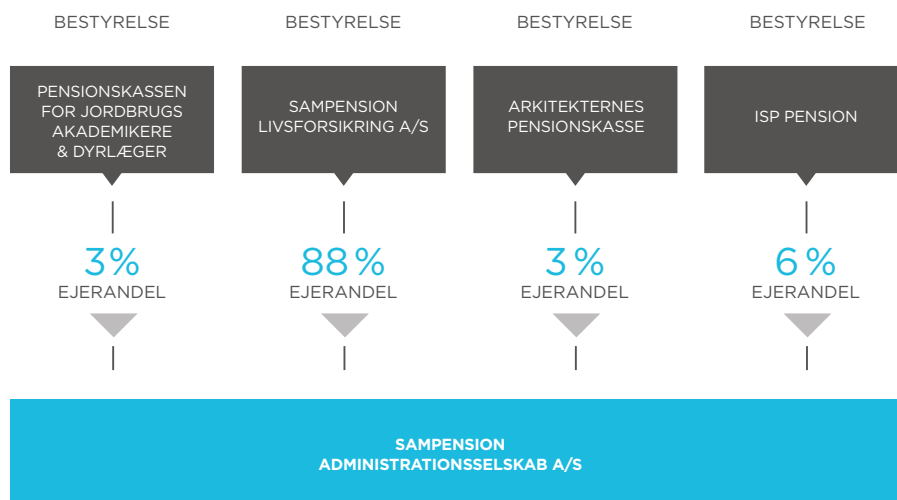 BESTYRELSE
BESTYRELSE
BESTYRELSE
BESTYRELSE
PENSIONSKASSEN
FOR JORDBRUGS
AKADEMIKERE
& DYRLÆGER
SAMPENSION
LIVSFORSIKRING A/S
ARKITEKTERNES
PENSIONSKASSE
ISP PENSION
3%
EJERANDEL
88%
EJERANDEL
3%
EJERANDEL
6%
EJERANDEL
SAMPENSION
ADMINISTRATIONSSELSKAB A/S